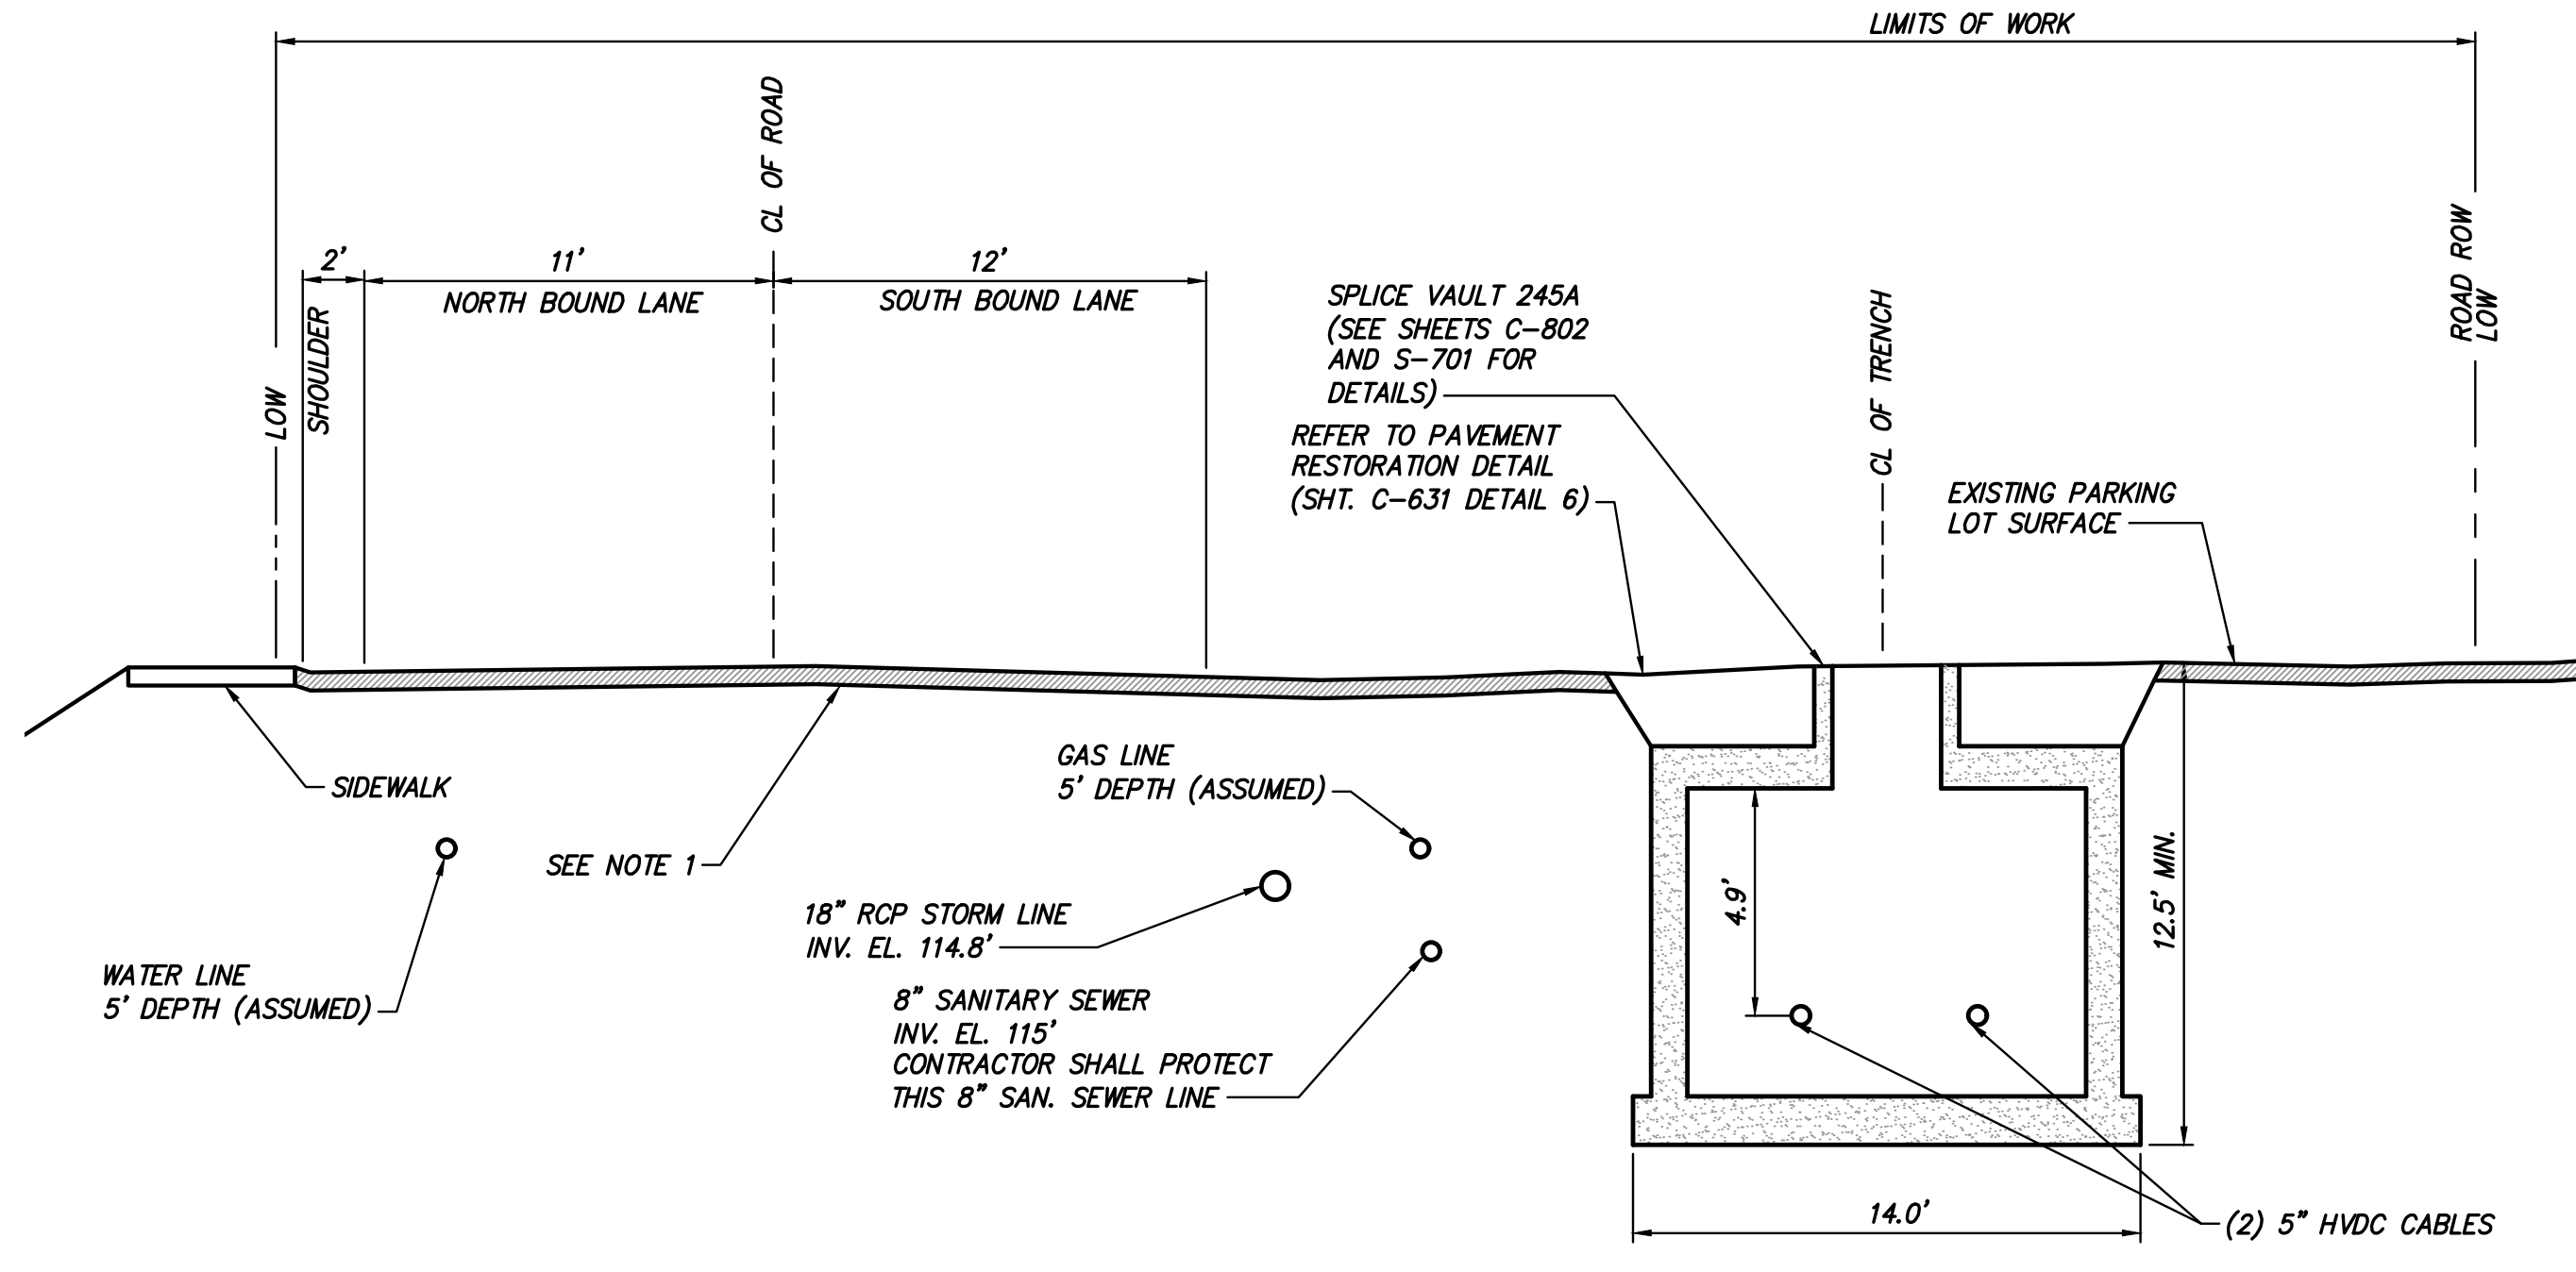 LIMITS OF WORK
CL OF ROAD
2'
11'
12'
NORTH BOUND LANE
SOUTH BOUND LANE
SHOULDER
LOW
SPLICE VAULT 245A
(SEE SHEETS C-802
AND S-701 FOR
DETAILS)
REFER TO PAVEMENT
RESTORATION DETAIL
(SHT. C-631 DETAIL 6)
CL OF TRENCH
ROAD ROW
LOW
EXISTING PARKING
LOT SURFACE
SIDEWALK
SEE NOTE 1
GAS LINE
5' DEPTH (ASSUMED)
18" RCP STORM LINE
INV. EL. 114.8'
WATER LINE
5' DEPTH (ASSUMED)
8" SANITARY SEWER
INV. EL. 115'
CONTRACTOR SHALL PROTECT
THIS 8" SAN. SEWER LINE
4.9'
12.5' MIN.
14.0'
(2) 5" HVDC CABLES